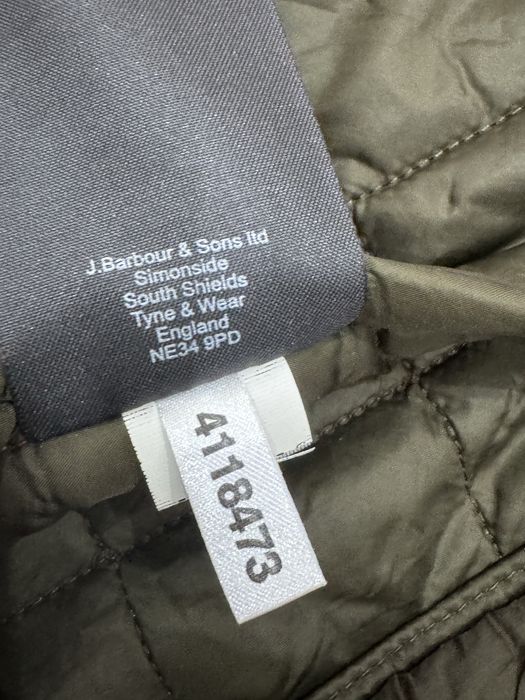 J.Barbour & Sons ltd
Simonside
South Shields
Tyne & Wear
England
NE34 9PD
4118473